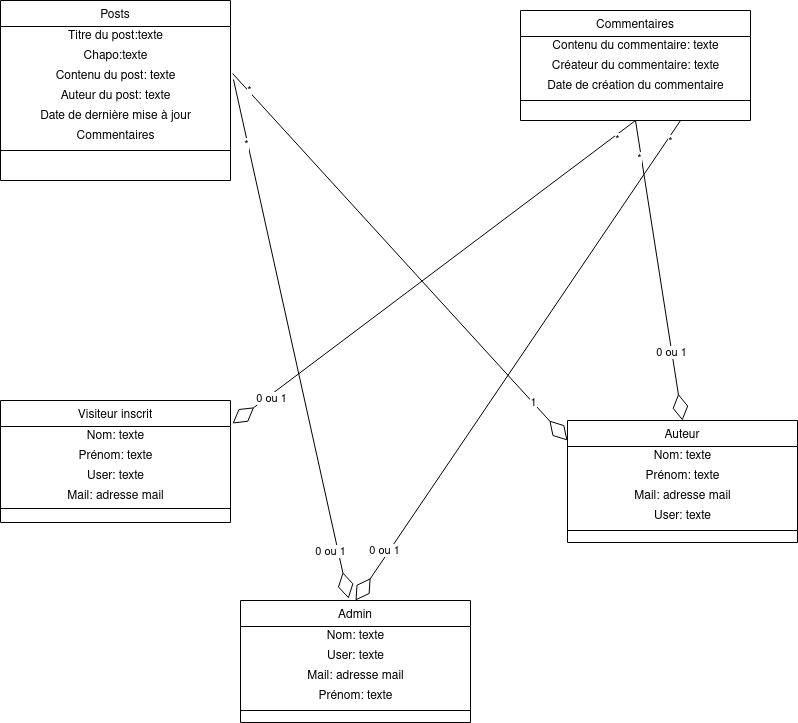 Posts
Titre du post:texte
Chapo:texte
Contenu du post: texte
Auteur du post: texte
Date de dernière mise à jour
Commentaires
Commentaires
Contenu du commentaire: texte
Créateur du commentaire: texte
Date de création du commentaire
*
*
*
*
*
0 ou 1
0 ou 1
1
Visiteur inscrit
Nom: texte
Prénom: texte
User: texte
Mail: adresse mail
Auteur
Nom: texte
Prénom: texte
Mail: adresse mail
User: texte
0 ou 1
0 ou 1
Admin
Nom: texte
User: texte
Mail: adresse mail
Prénom: texte